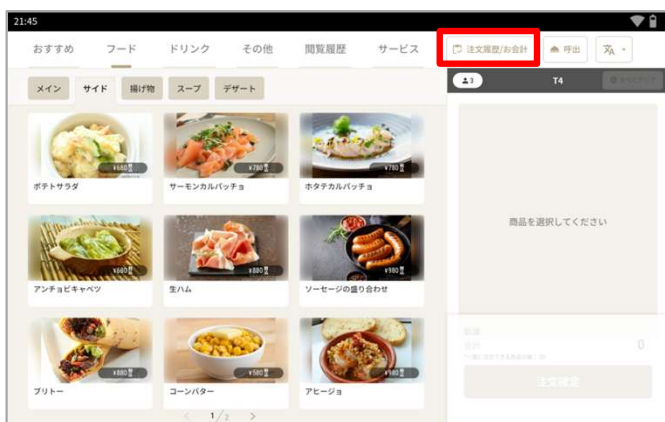 21:45
おすすめ フード ドリンク その他 閲覧履歴 サービス 注文履歴/お会計 呼出
メイン サイド 揚げ物 スープ デザート
3 T4
¥680 ¥780 ¥780
ポテトサラダ サーモンカルパッチョ ホタテカルパッチョ
商品を選択してください
¥660 ¥880 ¥980
アンチョビキャベツ 生ハム ソーセージの盛り合わせ
¥880 ¥580 ¥980
ブリトー コーンバター アヒージョ
合計 0
注文確定
1/2